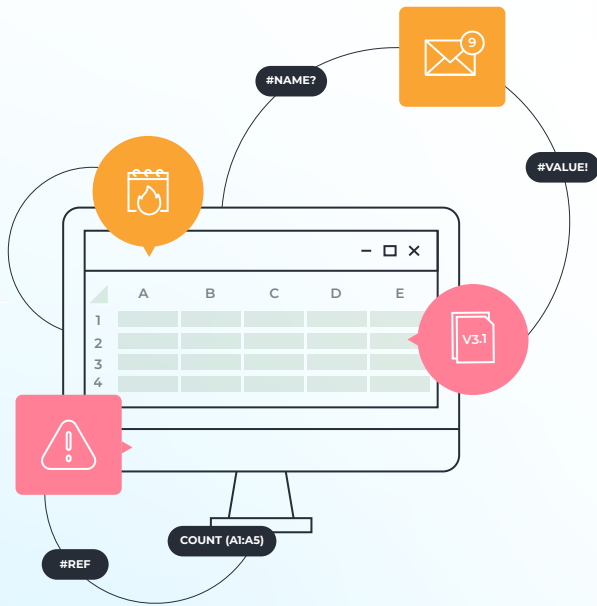 9
#NAME?
#VALUE!
A B C D E
1
2
3
4
V3.1
COUNT (A1:A5)
#REF